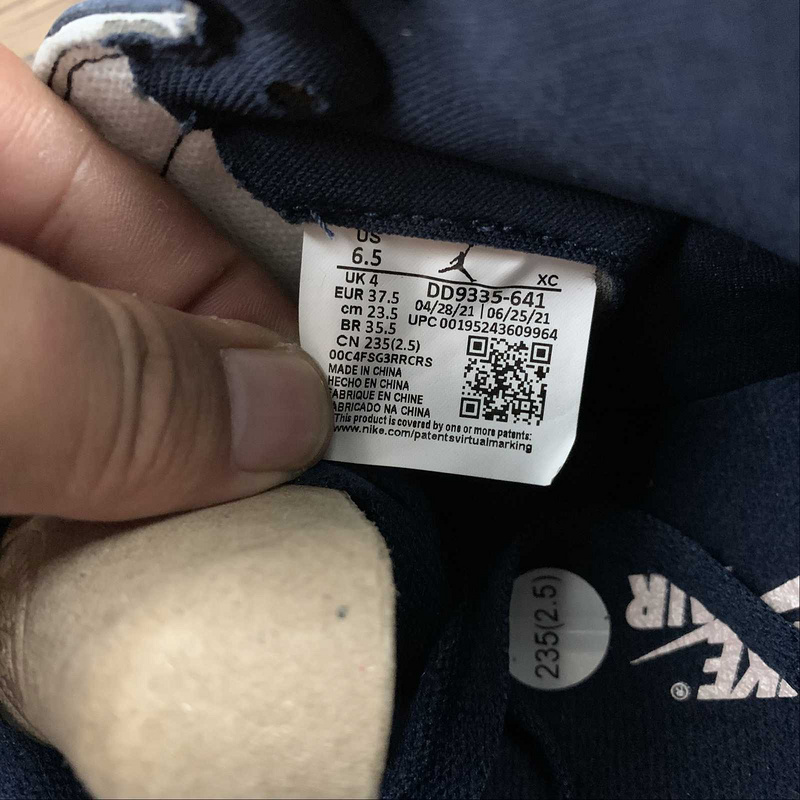 US
6.5
XC
UK 4
EUR 37.5
cm 23.5
BR 35.5
CN 235(2.5)
DD9335-641
04/28/21 | 06/25/21
UPC 00195243609964
00C4FSG3RRCRS
MADE IN CHINA
HECHO EN CHINA
FABRIQUE EN CHINE
FABRICADO NA CHINA
This product is covered by one or more patents:
www.nike.com/patentsvirtualmarking
235(2.5)
NIKE®
AIR